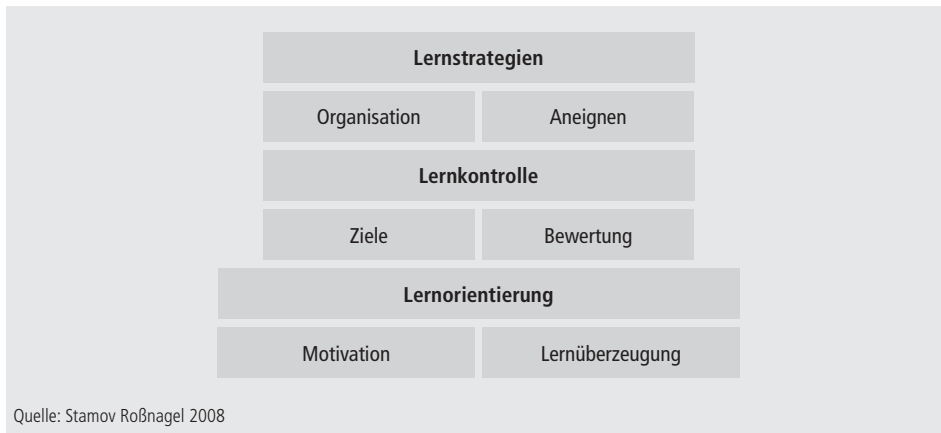 Lernstrategien
Organisation Aneignen
Lernkontrolle
Ziele Bewertung
Lernorientierung
Motivation Lernüberzeugung
Quelle: Stamov Roßnagel 2008